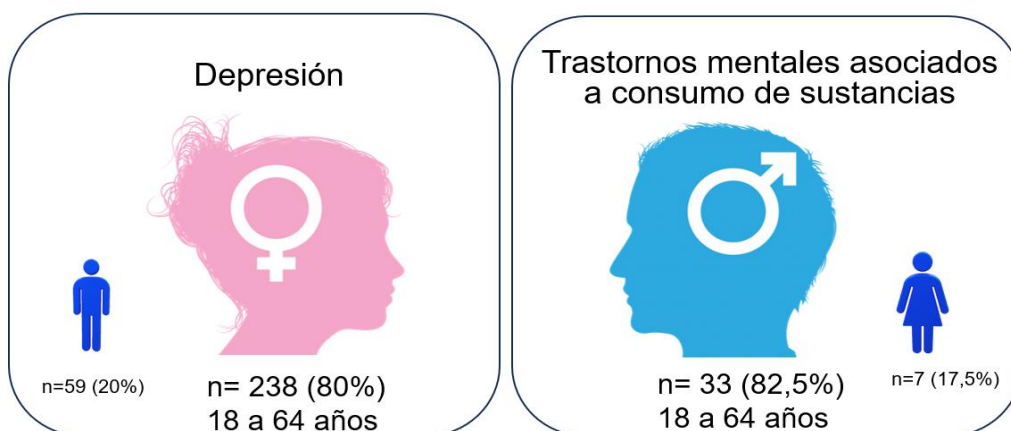 Depresión
n=59 (20%)
n= 238 (80%)
18 a 64 años
Trastornos mentales asociados
a consumo de sustancias
n= 33 (82,5%)
18 a 64 años
n=7 (17,5%)